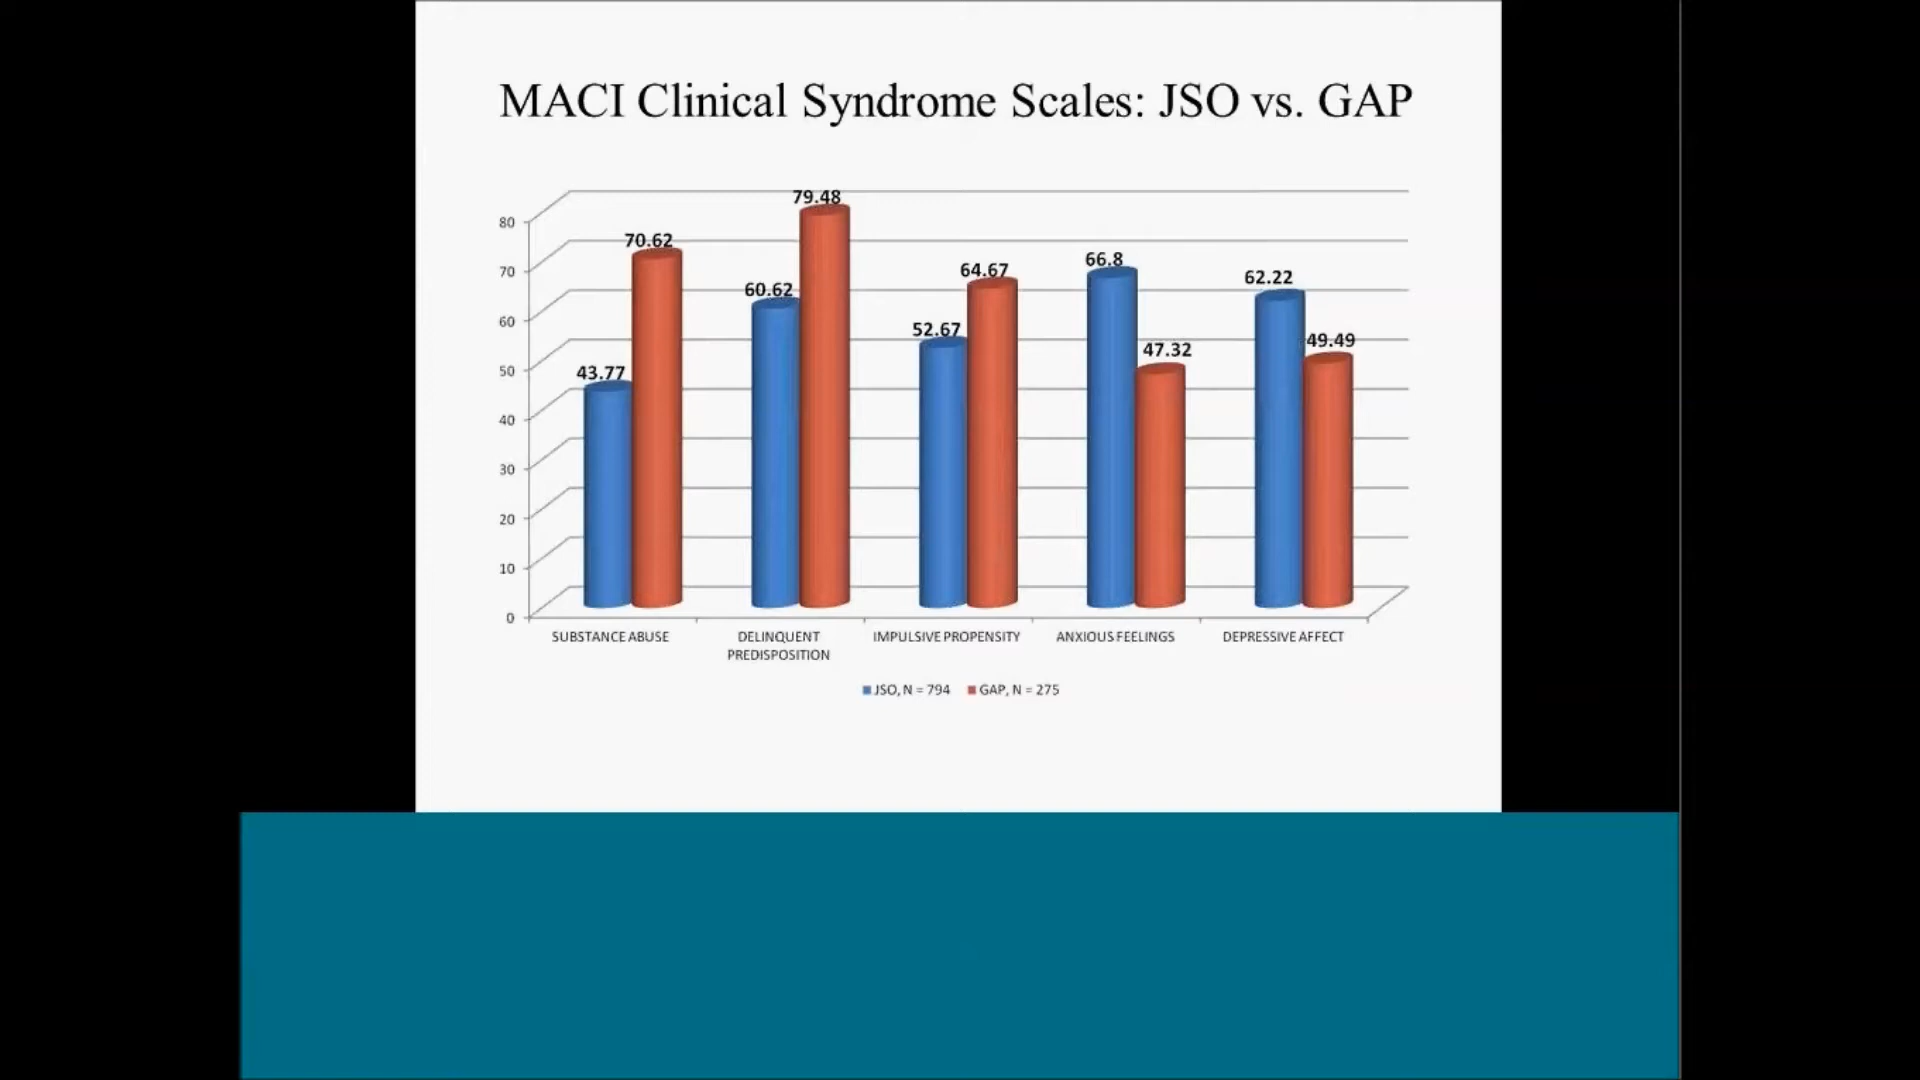 MACI Clinical Syndrome Scales: JSO vs. GAP
80
70
60
50
40
30
20
10
0
43.77
70.62
60.62
79.48
52.67
64.67
66.8
47.32
62.22
49.49
SUBSTANCE ABUSE
DELINQUENT
PREDISPOSITION
IMPULSIVE PROPENSITY
ANXIOUS FEELINGS
DEPRESSIVE AFFECT
JSO, N = 794
GAP, N = 275